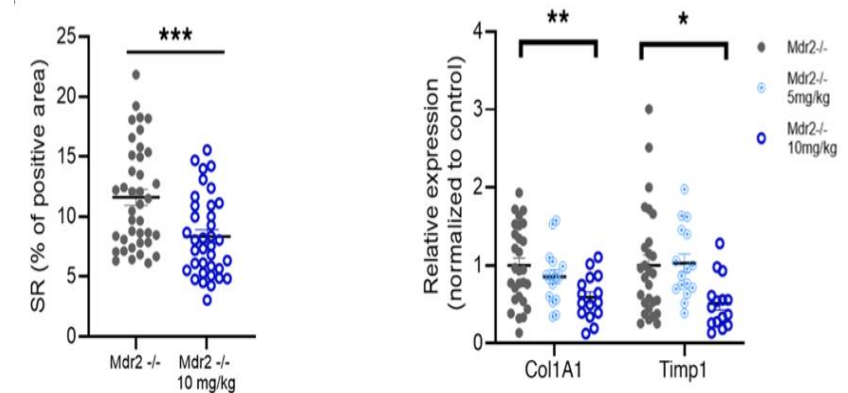 ***
SR (% of positive area)
25
20
15
10
5
0
Mdr2 -/-
Mdr2 -/-
10 mg/kg
**
*
Relative expression
(normalized to control)
4
3
2
1
0
Col1A1
Timp1
Mdr2-/-
Mdr2-/-
5mg/kg
Mdr2-/-
10mg/kg